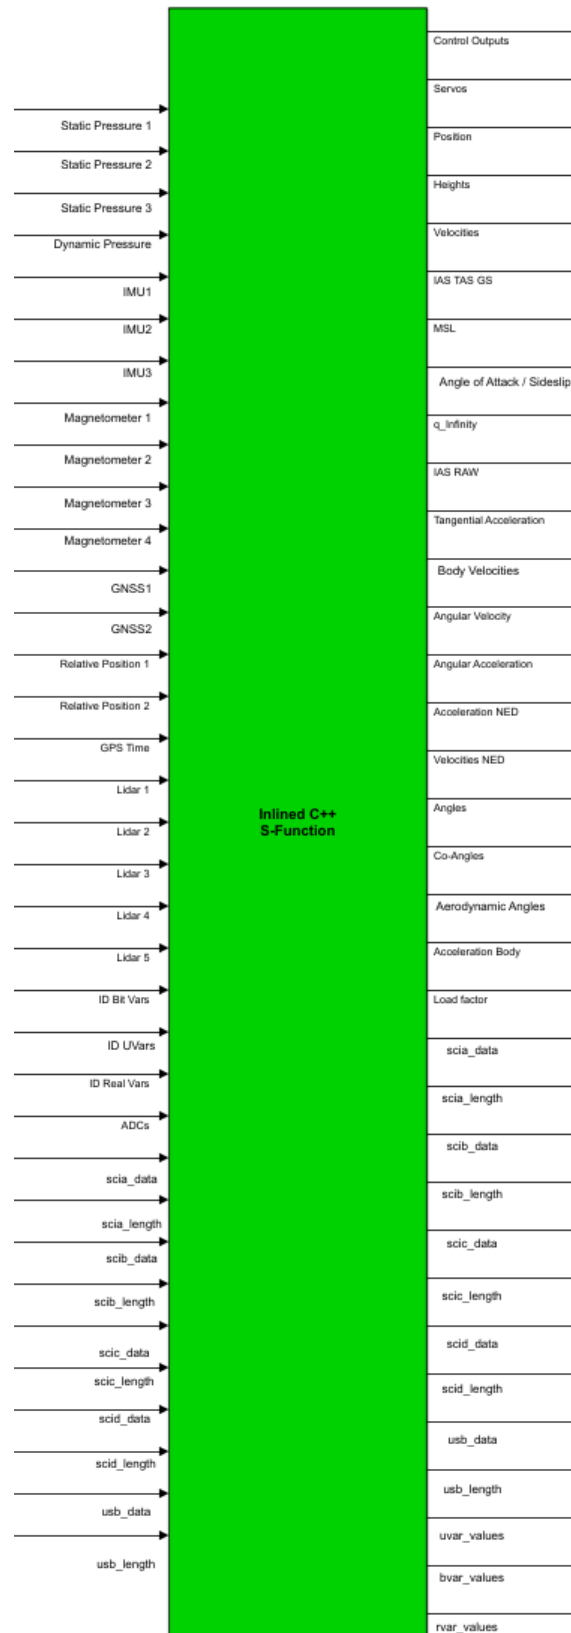 Static Pressure 1
Static Pressure 2
Static Pressure 3
Dynamic Pressure
IMU1
IMU2
IMU3
Magnetometer 1
Magnetometer 2
Magnetometer 3
Magnetometer 4
GNSS1
GNSS2
Relative Position 1
Relative Position 2
GPS Time
Lidar 1
Lidar 2
Lidar 3
Lidar 4
Lidar 5
ID Bit Vars
ID UVars
ID Real Vars
ADCs
scia_data
scia_length
scib_data
scib_length
scic_data
scic_length
scid_data
scid_length
usb_data
usb_length
Inlined C++
S-Function
Control Outputs
Servos
Position
Heights
Velocities
IAS TAS GS
MSL
Angle of Attack / Sideslip
q_Infinity
IAS RAW
Tangential Acceleration
Body Velocities
Angular Velocity
Angular Acceleration
Acceleration NED
Velocities NED
Angles
Co-Angles
Aerodynamic Angles
Acceleration Body
Load factor
scia_data
scia_length
scib_data
scib_length
scic_data
scic_length
scid_data
scid_length
usb_data
usb_length
uvar_values
bvar_values
rvar_values